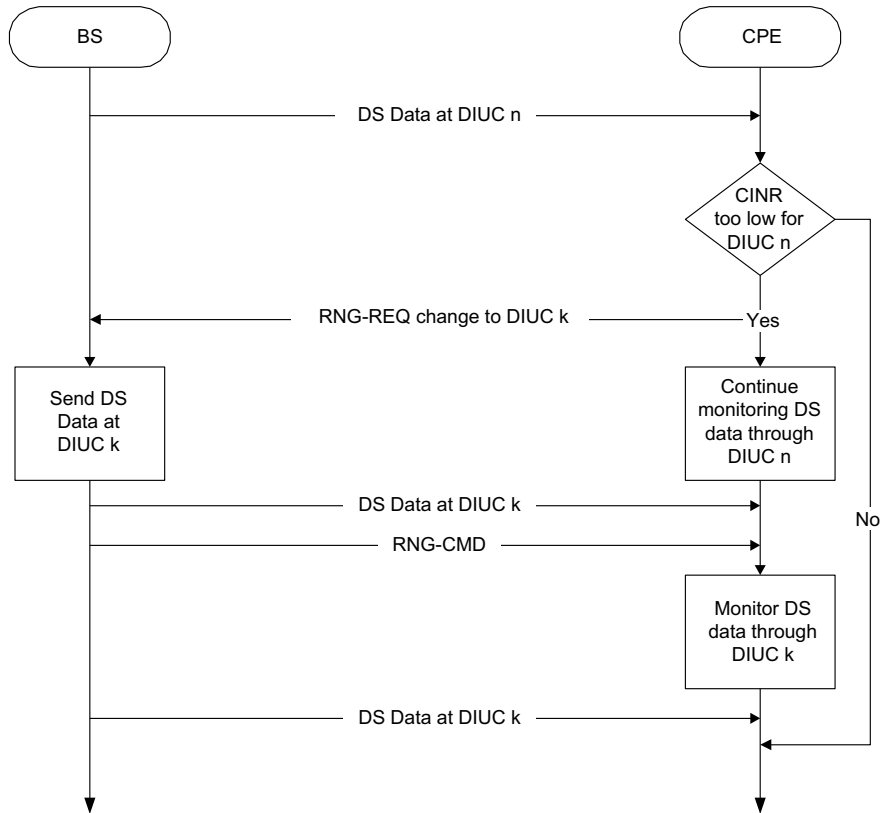 BS
CPE
DS Data at DIUC n
CINR
too low for
DIUC n
RNG-REQ change to DIUC k
Yes
Send DS
Data at
DIUC k
Continue
monitoring DS
data through
DIUC n
DS Data at DIUC k
No
RNG-CMD
Monitor DS
data through
DIUC k
DS Data at DIUC k